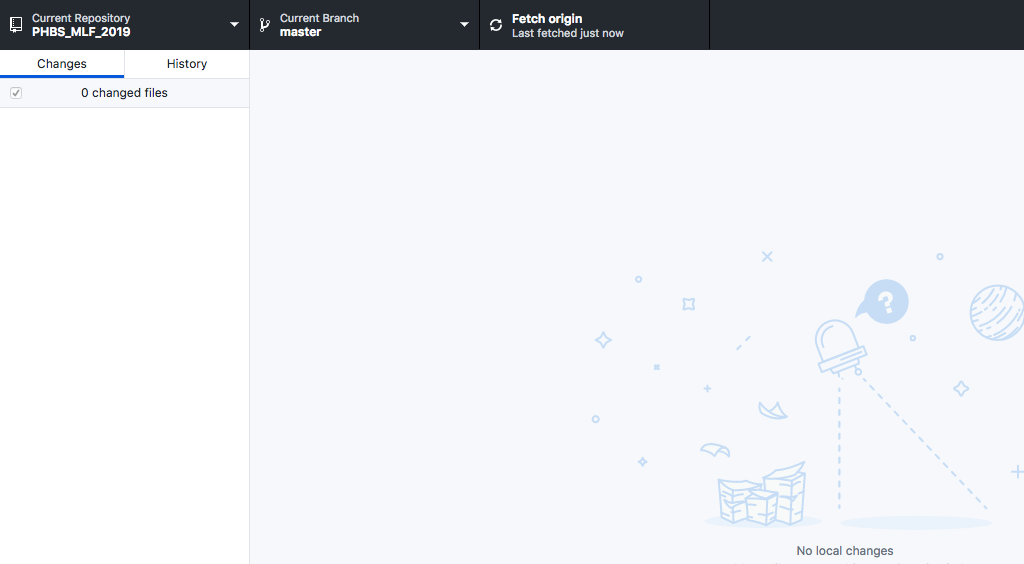 Current Repository
PHBS_MLF_2019
Current Branch
master
Fetch origin
Last fetched just now
Changes
History
0 changed files
?
No local changes